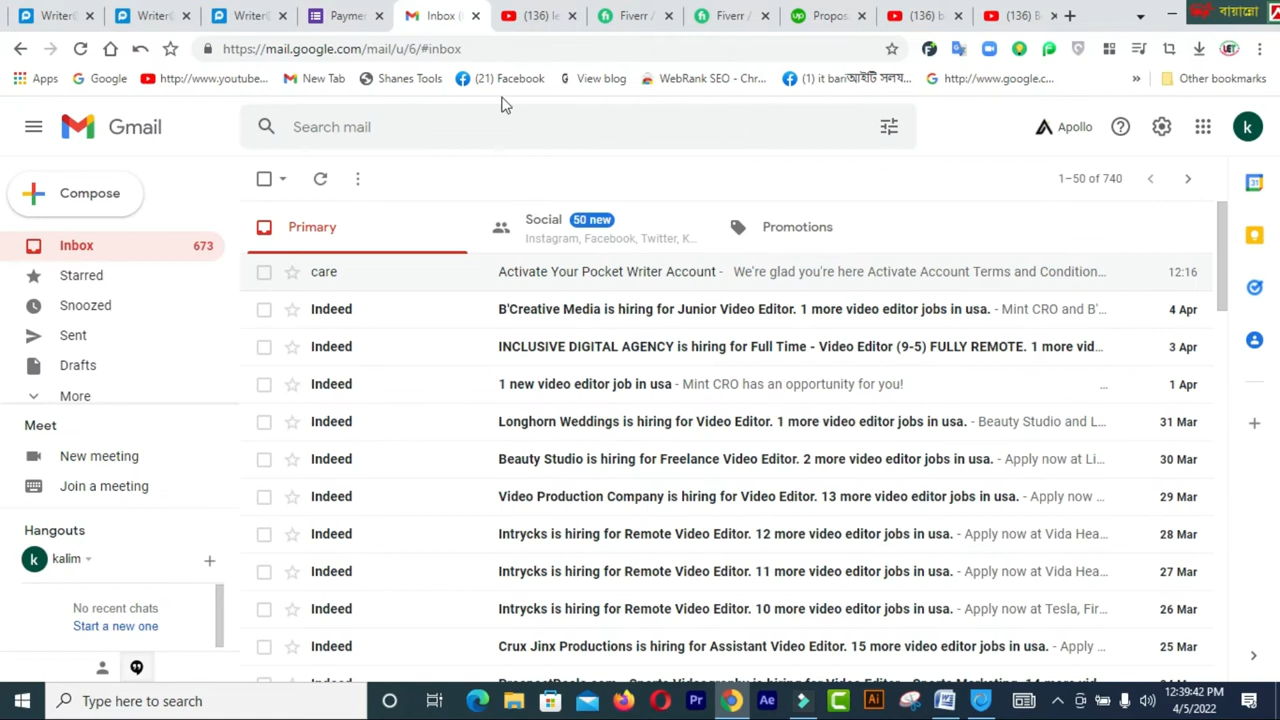 Writer
Writer
Writer
Payme
Inbox (
(136)
Fiverr /
Fiverr /
Propos
(136) b
(136) B
বায়ান্নো
https://mail.google.com/mail/u/6/#inbox
Apps
Google
http://www.youtube...
New Tab
Shanes Tools
(21) Facebook
View blog
WebRank SEO - Chr...
(1) it bariআইটি সলয...
http://www.google.c...
»
Other bookmarks
Gmail
Search mail
Apollo
k
Compose
1–50 of 740
Primary
Social 50 new
Instagram, Facebook, Twitter, K...
Promotions
Inbox 673
Starred
Snoozed
Sent
Drafts
More
Meet
New meeting
Join a meeting
Hangouts
k kalim
No recent chats
Start a new one
care Activate Your Pocket Writer Account - We're glad you're here Activate Account Terms and Condition... 12:16
Indeed B'Creative Media is hiring for Junior Video Editor. 1 more video editor jobs in usa. - Mint CRO and B'... 4 Apr
Indeed INCLUSIVE DIGITAL AGENCY is hiring for Full Time - Video Editor (9-5) FULLY REMOTE. 1 more vid... 3 Apr
Indeed 1 new video editor job in usa - Mint CRO has an opportunity for you! ... 1 Apr
Indeed Longhorn Weddings is hiring for Video Editor. 1 more video editor jobs in usa. - Beauty Studio and L... 31 Mar
Indeed Beauty Studio is hiring for Freelance Video Editor. 2 more video editor jobs in usa. - Apply now at Li... 30 Mar
Indeed Video Production Company is hiring for Video Editor. 13 more video editor jobs in usa. - Apply now ... 29 Mar
Indeed Intrycks is hiring for Remote Video Editor. 12 more video editor jobs in usa. - Apply now at Vida Hea... 28 Mar
Indeed Intrycks is hiring for Remote Video Editor. 11 more video editor jobs in usa. - Apply now at Vida Hea... 27 Mar
Indeed Intrycks is hiring for Remote Video Editor. 10 more video editor jobs in usa. - Apply now at Tesla, Fir... 26 Mar
Indeed Crux Jinx Productions is hiring for Assistant Video Editor. 15 more video editor jobs in usa. - Apply ... 25 Mar
Type here to search
Pr
Ae
Ai
12:39:42 PM
4/5/2022